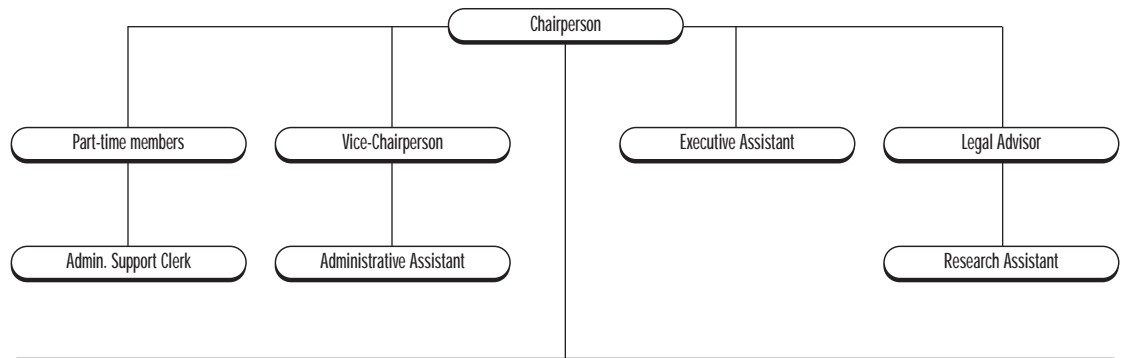 Chairperson
Part-time members
Vice-Chairperson
Executive Assistant
Legal Advisor
Admin. Support Clerk
Administrative Assistant
Research Assistant